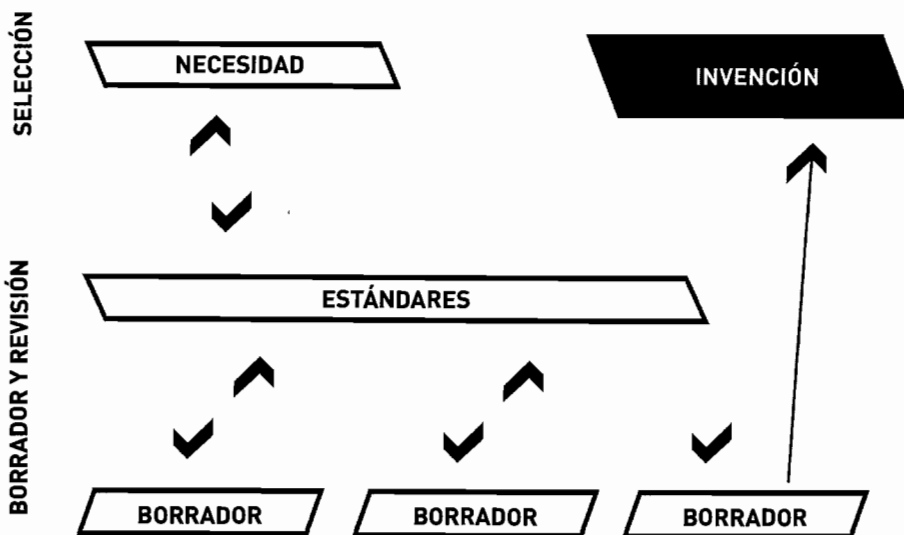 SELECCIÓN
NECESIDAD
INVENCIÓN
BORRADOR Y REVISIÓN
ESTÁNDARES
BORRADOR
BORRADOR
BORRADOR